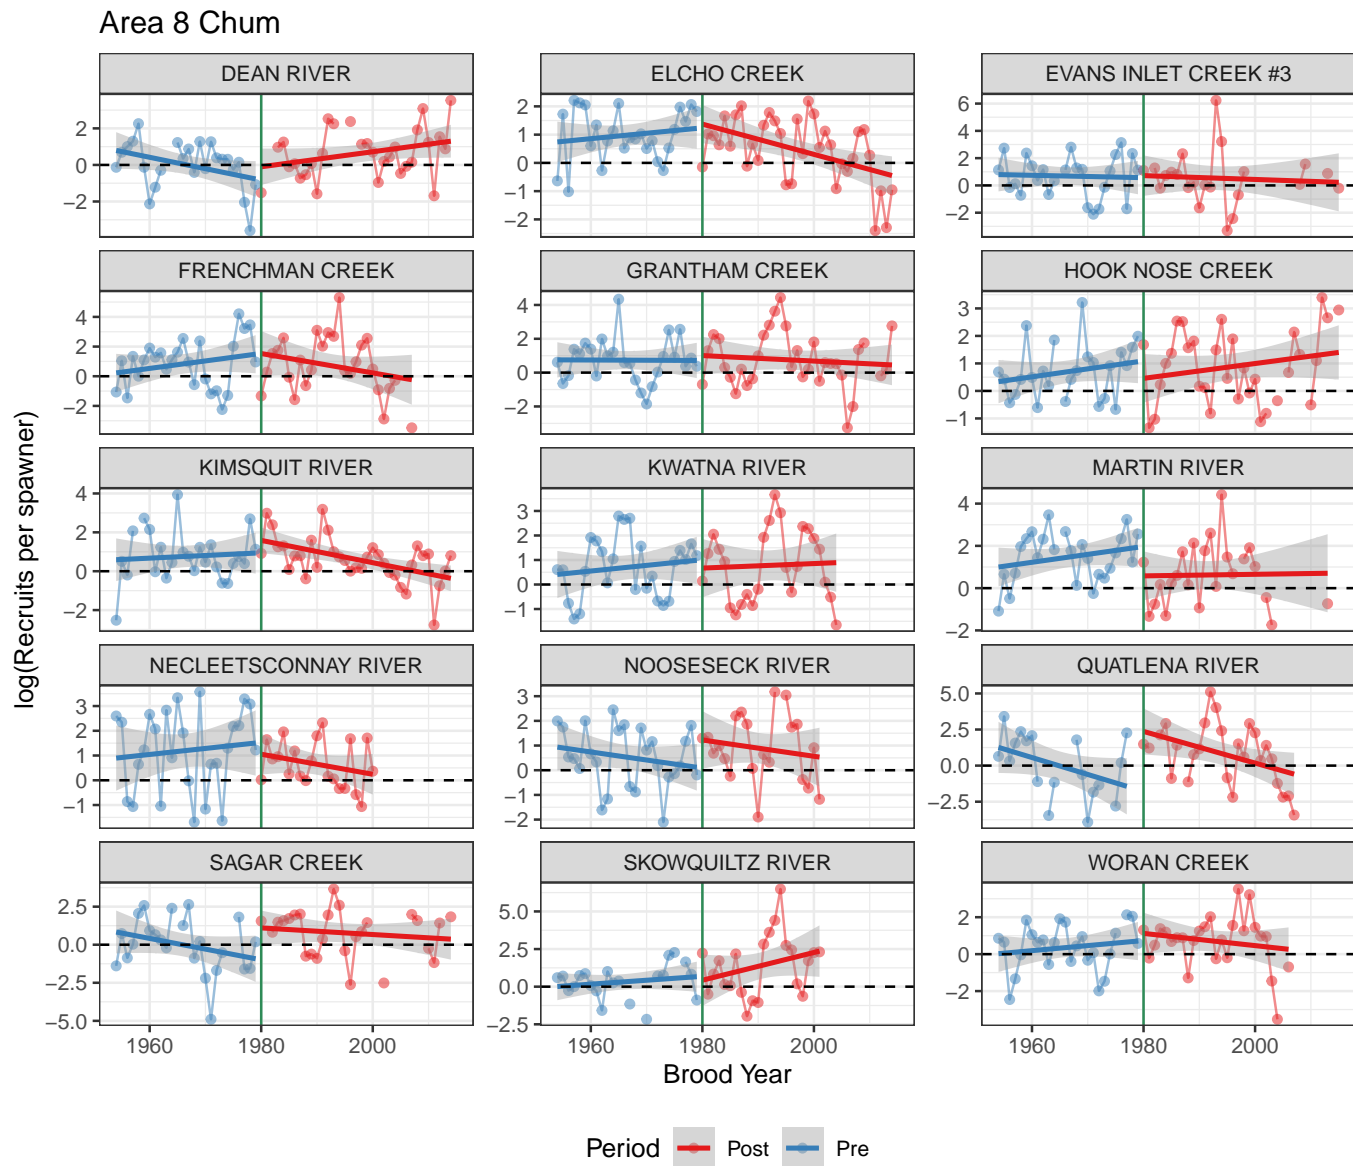 Area 8 Chum
DEAN RIVER
ELCHO CREEK
EVANS INLET CREEK #3
2
0
−2
2
1
0
−1
−2
6
4
2
0
−2
FRENCHMAN CREEK
GRANTHAM CREEK
HOOK NOSE CREEK
4
2
0
−2
4
2
0
−2
3
2
1
0
−1
KIMSQUIT RIVER
KWATNA RIVER
MARTIN RIVER
4
2
0
−2
3
2
1
0
−1
4
2
0
−2
NECLEETSCONNAY RIVER
NOOSESECK RIVER
QUATLENA RIVER
3
2
1
0
−1
3
2
1
0
−1
−2
5.0
2.5
0.0
−2.5
SAGAR CREEK
SKOWQUILTZ RIVER
WORAN CREEK
2.5
0.0
−2.5
−5.0
5.0
2.5
0.0
−2.5
2
0
−2
1960 1980 2000
1960 1980 2000
1960 1980 2000
log(Recruits per spawner)
Brood Year
Period Post Pre